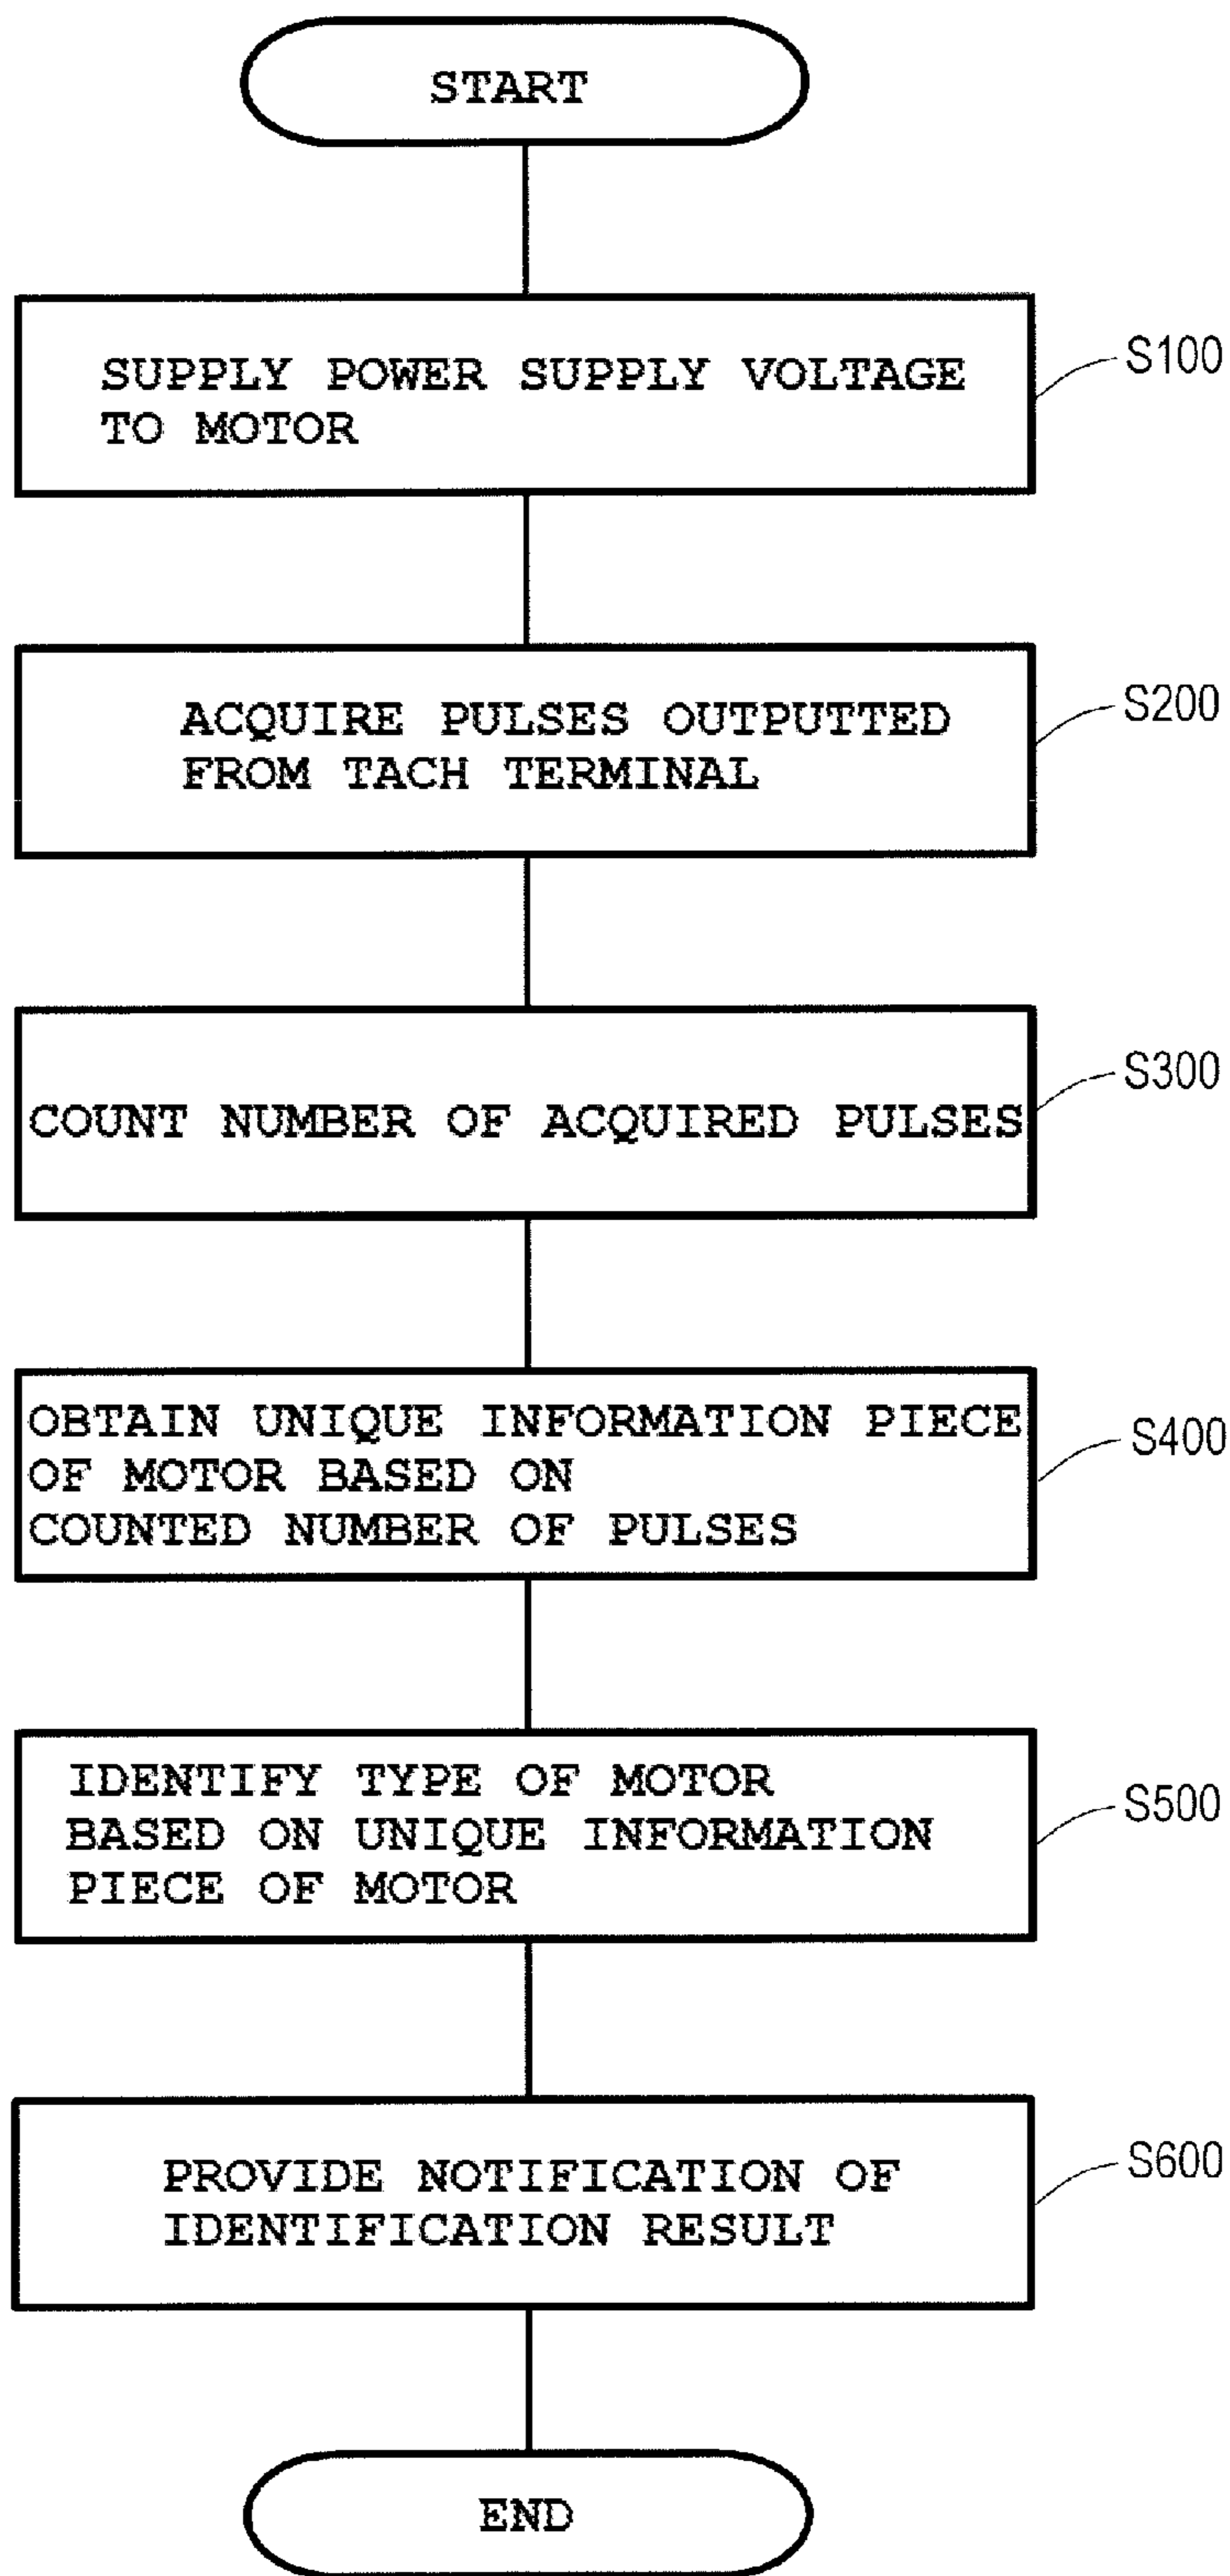 START
SUPPLY POWER SUPPLY VOLTAGE
TO MOTOR
S100
ACQUIRE PULSES OUTPUTTED
FROM TACH TERMINAL
S200
COUNT NUMBER OF ACQUIRED PULSES
S300
OBTAIN UNIQUE INFORMATION PIECE
OF MOTOR BASED ON
COUNTED NUMBER OF PULSES
S400
IDENTIFY TYPE OF MOTOR
BASED ON UNIQUE INFORMATION
PIECE OF MOTOR
S500
PROVIDE NOTIFICATION OF
IDENTIFICATION RESULT
S600
END